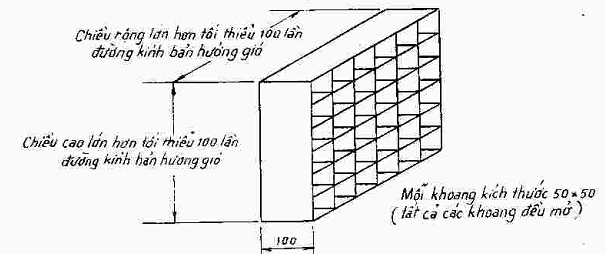 Chiều rộng lớn hơn tối thiểu 100 lần
đường kính bản hướng gió
Chiều cao lớn hơn tối thiểu 100 lần
đường kính bản hướng gió
Mỗi khoang kích thước 50*50
( tất cả các khoang đều mở )
100